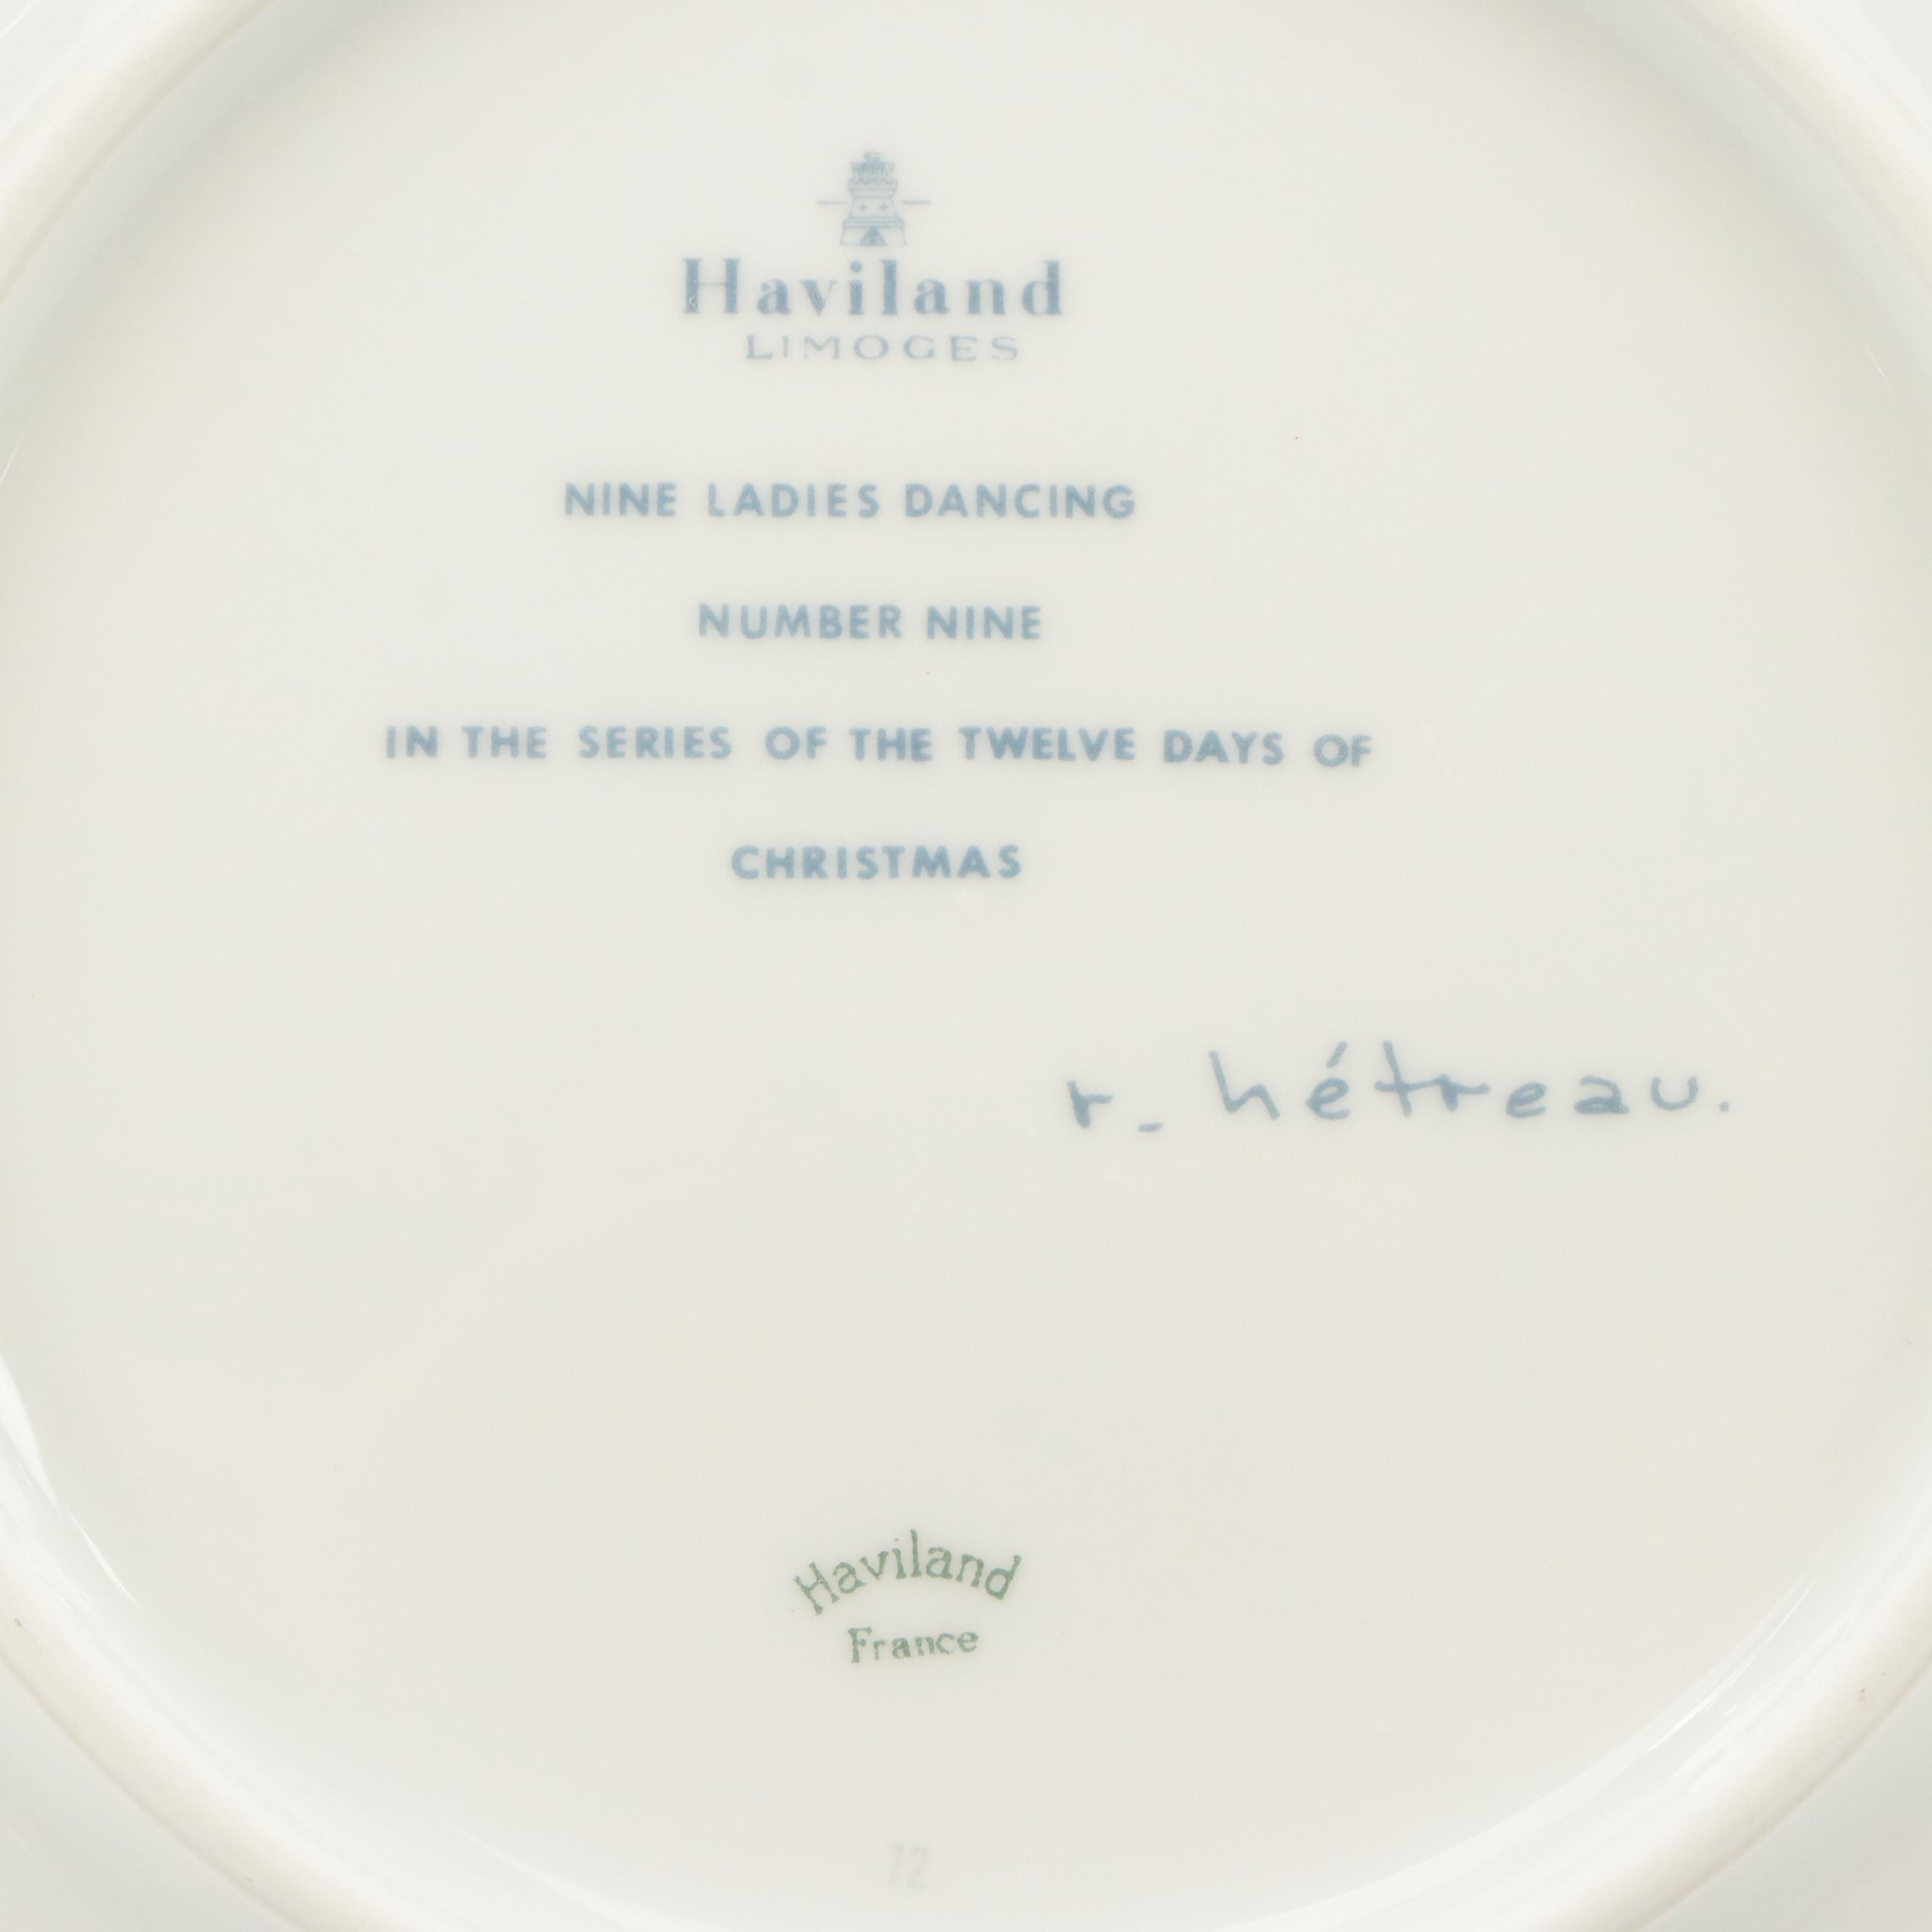 Haviland
LIMOGES
NINE LADIES DANCING
NUMBER NINE
IN THE SERIES OF THE TWELVE DAYS OF
CHRISTMAS
r. hétreau.
Haviland
France
72